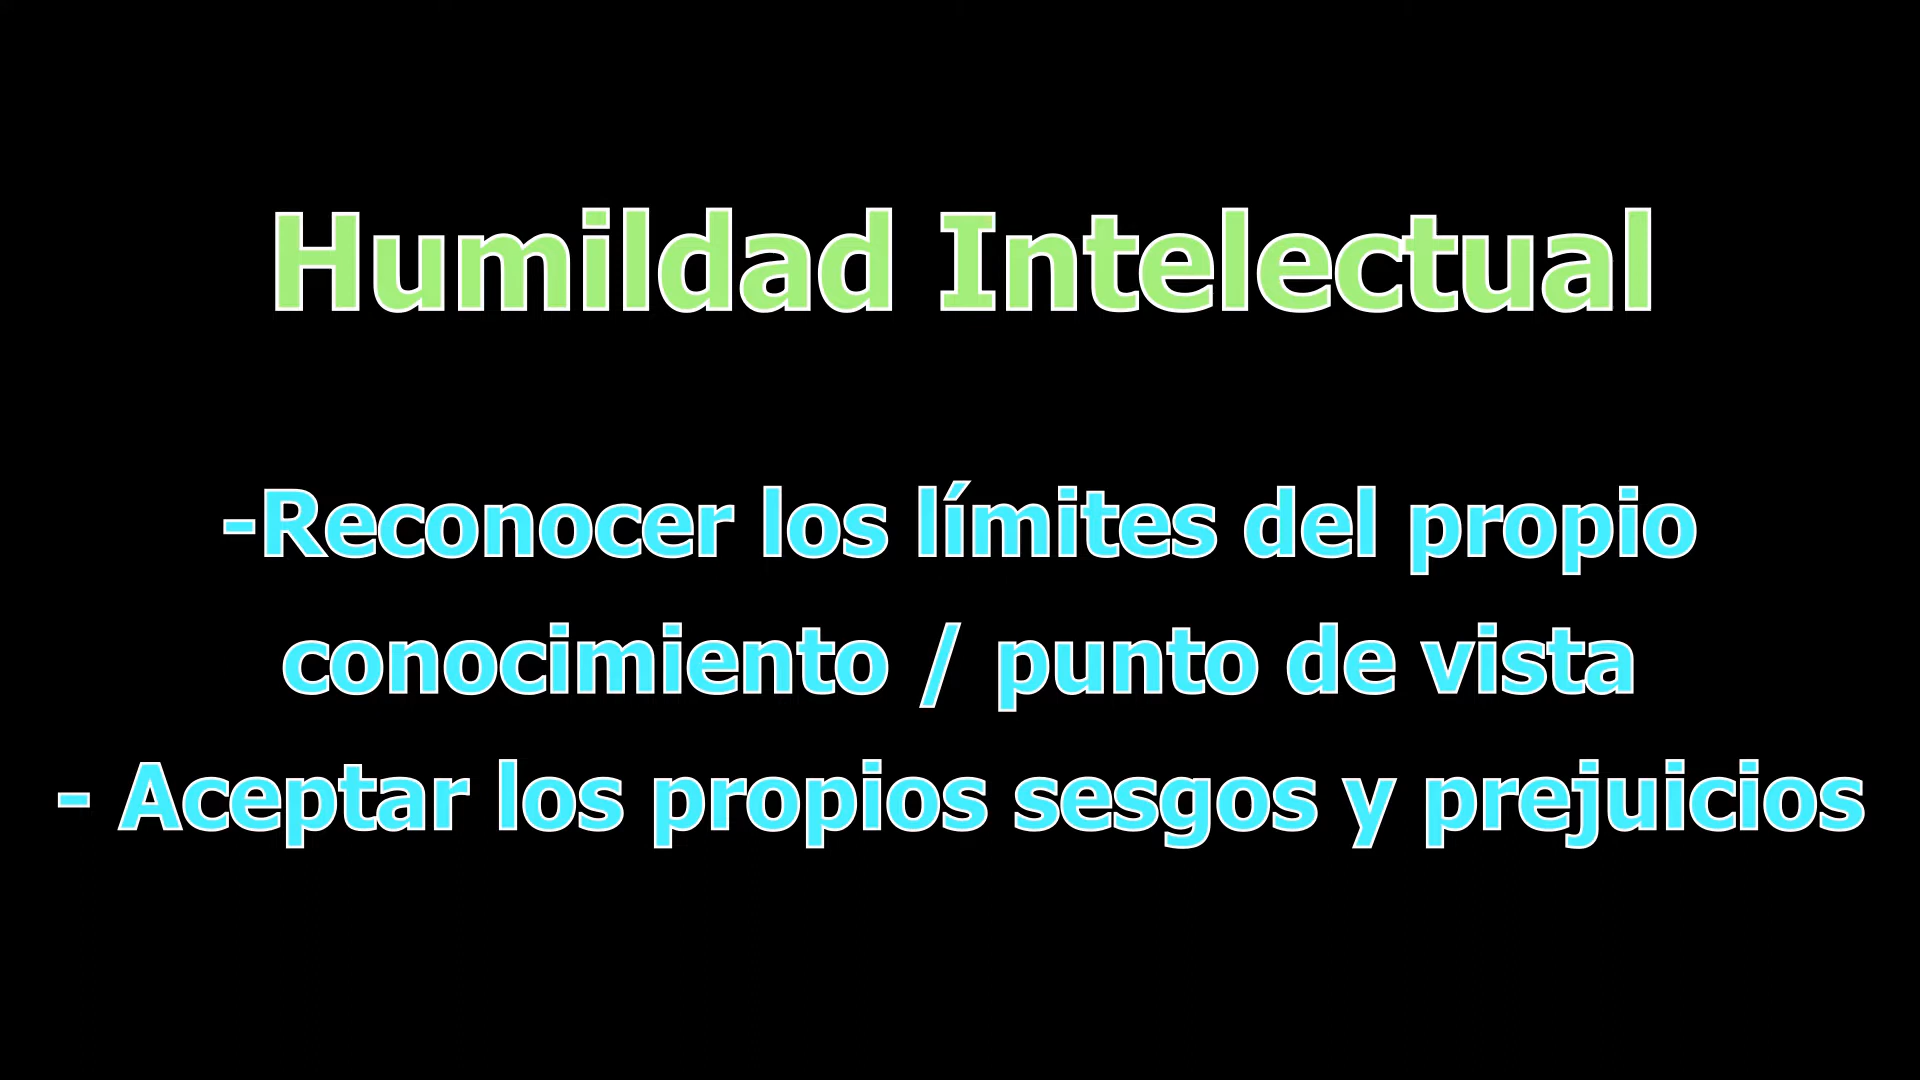 Humildad Intelectual
-Reconocer los límites del propio
conocimiento / punto de vista
- Aceptar los propios sesgos y prejuicios